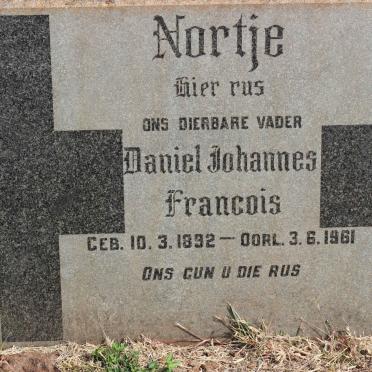 Nortje
Hier rus
ONS DIERBARE VADER
Daniel Johannes
Francois
GEB. 10.3.1892 — OORL. 3.6.1961
ONS GUN U DIE RUS